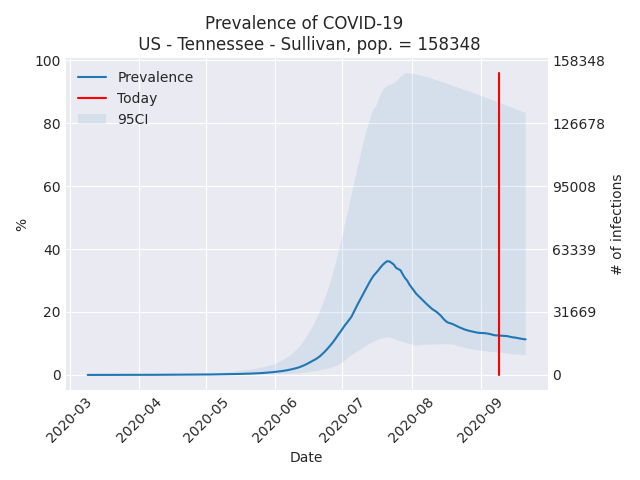 Prevalence of COVID-19
US - Tennessee - Sullivan, pop. = 158348
100
80
60
40
20
0
%
158348
126678
95008
63339
31669
0
# of infections
Prevalence
Today
95CI
2020-03
2020-04
2020-05
2020-06
2020-07
2020-08
2020-09
Date